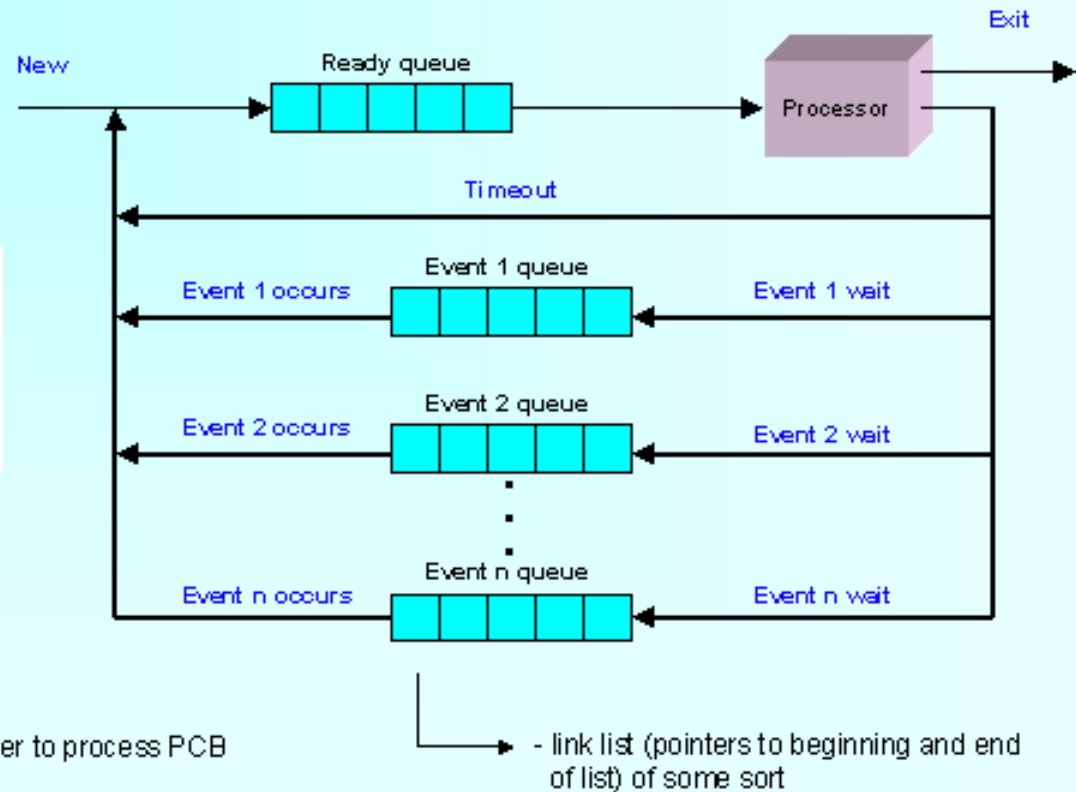 Exit
New
Ready queue
Processor
Timeout
Event 1 queue
Event 1 occurs
Event 1 wait
Event 2 queue
Event 2 occurs
Event 2 wait
Event n queue
Event n occurs
Event n wait
er to process PCB
- link list (pointers to beginning and end
of list) of some sort